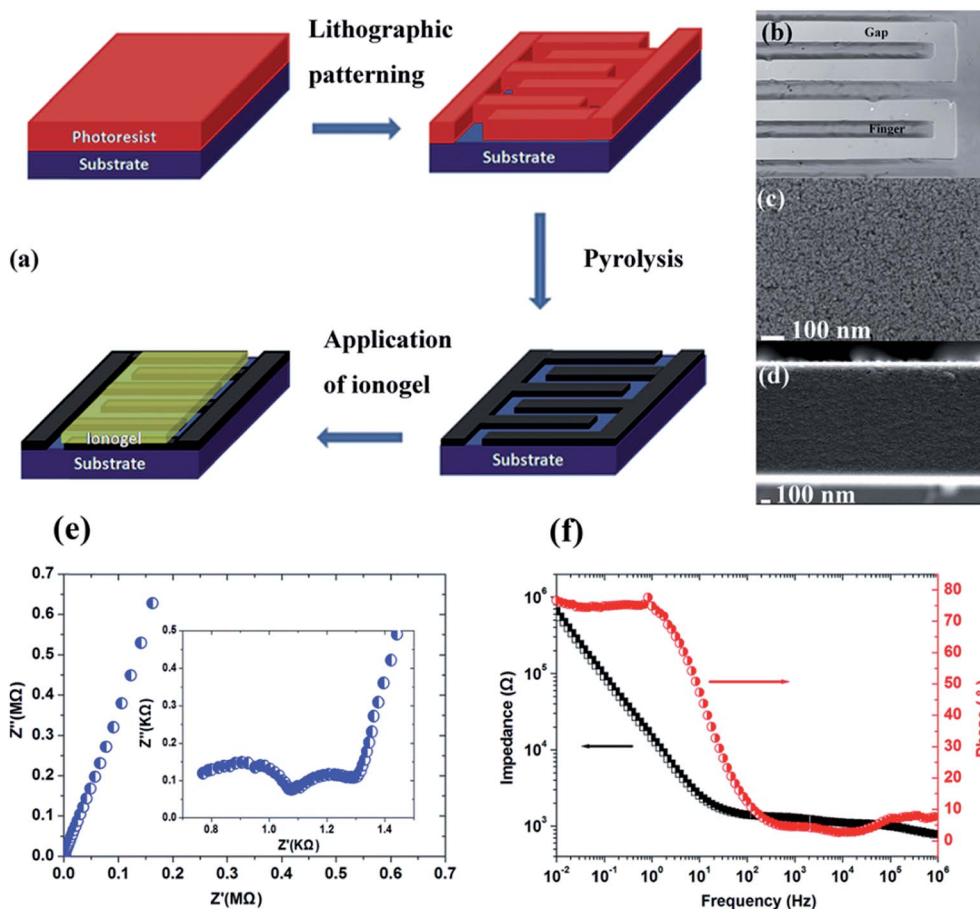 Lithographic
patterning
Photoresist
Substrate
Substrate
(a)
Pyrolysis
Application
of ionogel
Ionogel
Substrate
Substrate
(b)
Gap
Finger
(c)
100 nm
(d)
100 nm
(e)
Z''(MΩ)
0.7
0.6
0.5
0.4
0.3
0.2
0.1
0.0
0.0 0.1 0.2 0.3 0.4 0.5 0.6 0.7
Z'(MΩ)
Z''(KΩ)
0.5
0.4
0.3
0.2
0.1
0.0
0.8 1.0 1.2 1.4
Z'(KΩ)
(f)
Impedance (Ω)
10⁶
10⁵
10⁴
10³
10⁻² 10⁻¹ 10⁰ 10¹ 10² 10³ 10⁴ 10⁵ 10⁶
Frequency (Hz)
80
70
60
50
40
30
20
10
0